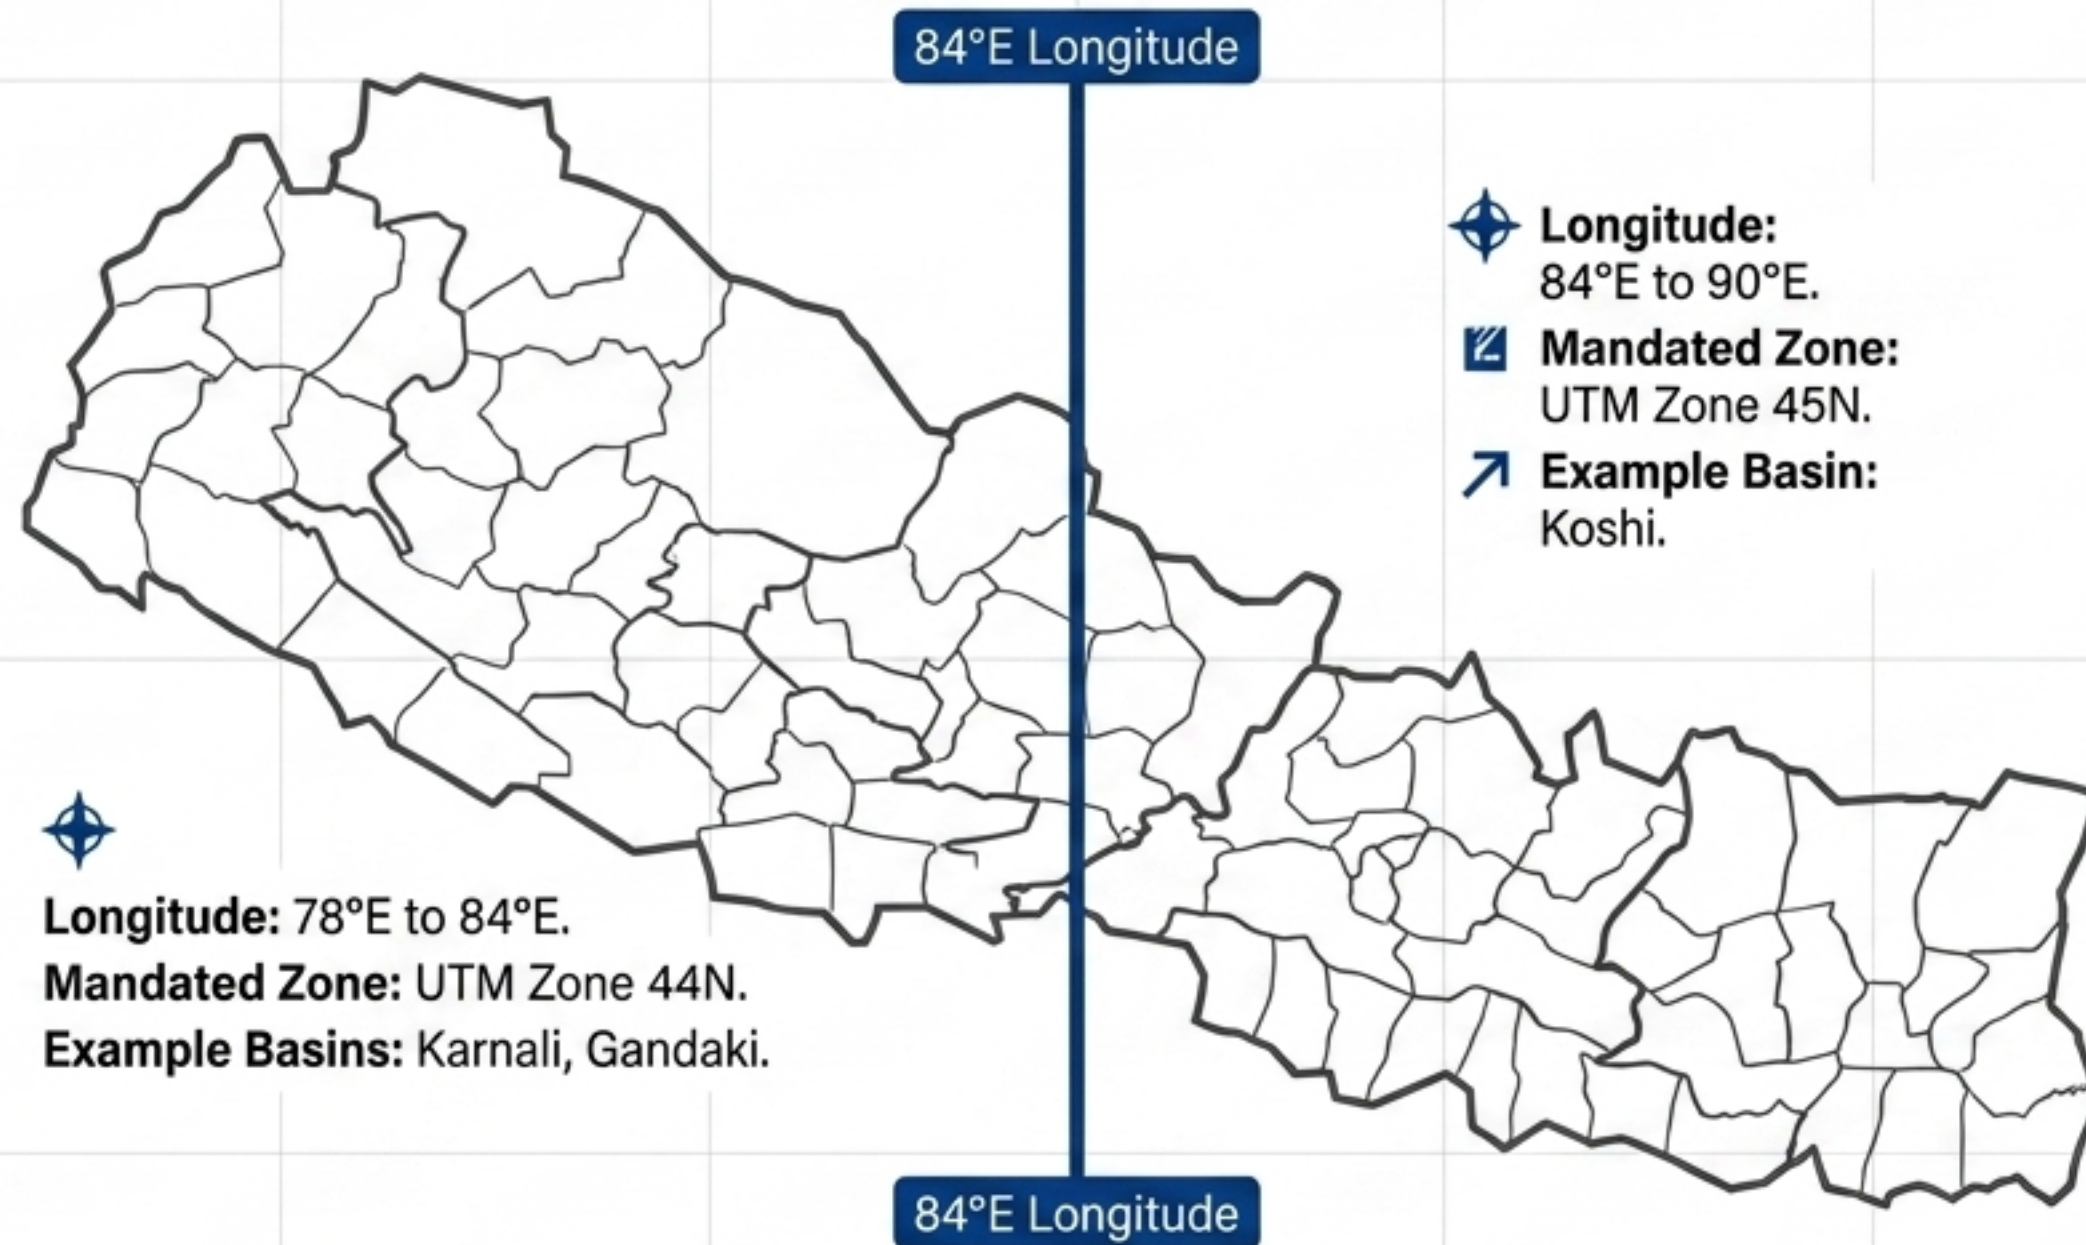 84°E Longitude
Longitude:
84°E to 90°E.
Mandated Zone:
UTM Zone 45N.
Example Basin:
Koshi.
Longitude: 78°E to 84°E.
Mandated Zone: UTM Zone 44N.
Example Basins: Karnali, Gandaki.
84°E Longitude